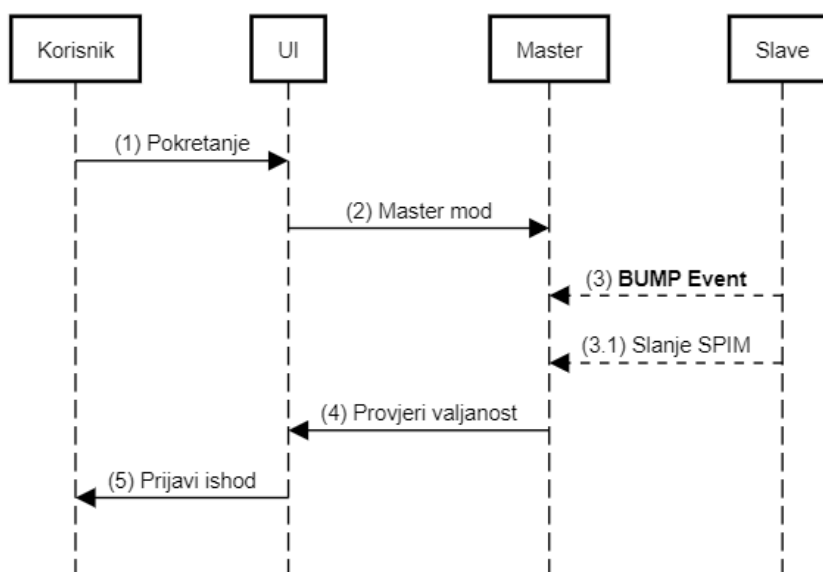 Korisnik
UI
Master
Slave
(1) Pokretanje
(2) Master mod
(3) BUMP Event
(3.1) Slanje SPIM
(4) Provjeri valjanost
(5) Prijavi ishod